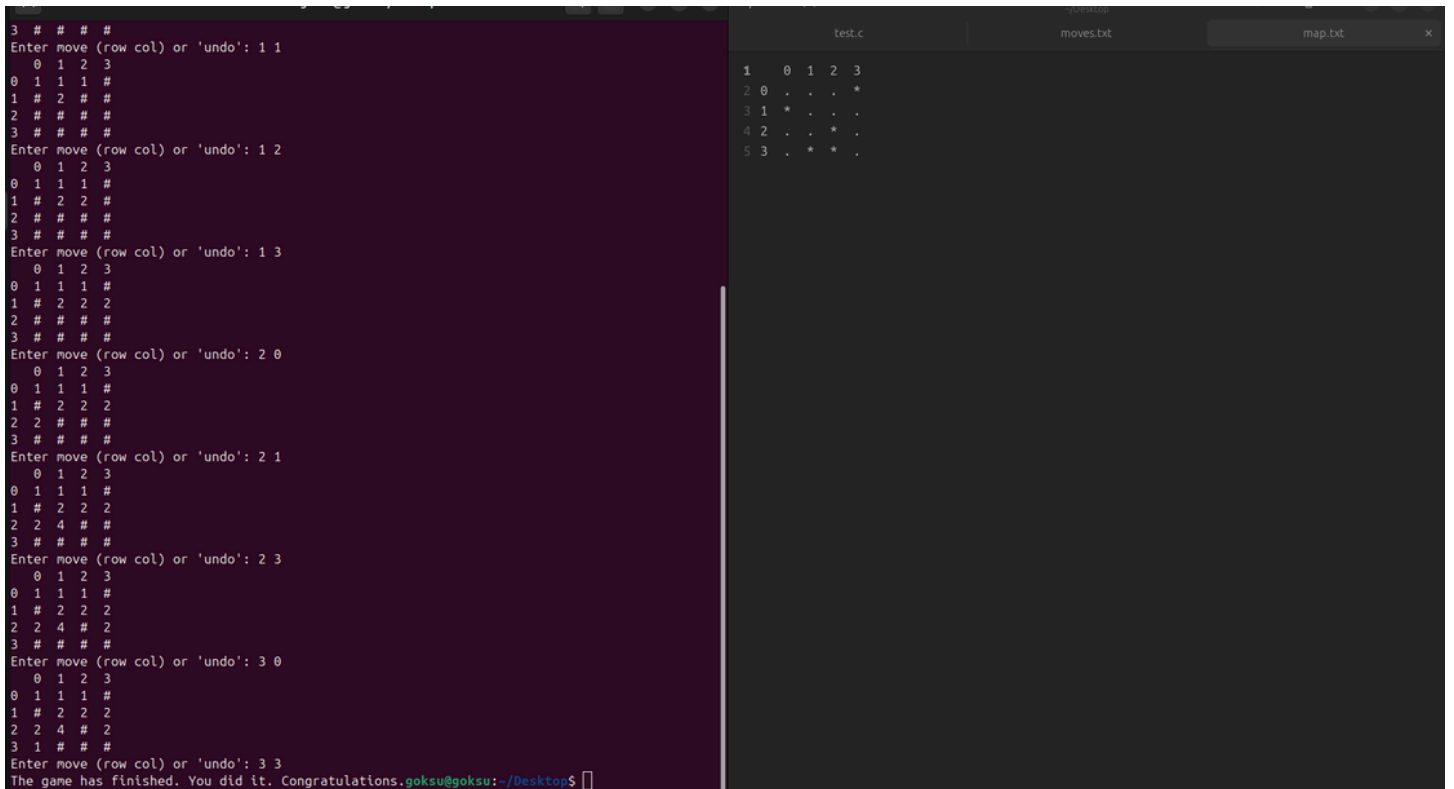 3 # # # #
Enter move (row col) or 'undo': 1 1
0 1 2 3
0 1 1 1 #
1 # 2 # #
2 # # # #
3 # # # #
Enter move (row col) or 'undo': 1 2
0 1 2 3
0 1 1 1 #
1 # 2 2 #
2 # # # #
3 # # # #
Enter move (row col) or 'undo': 1 3
0 1 2 3
0 1 1 1 #
1 # 2 2 2
2 # # # #
3 # # # #
Enter move (row col) or 'undo': 2 0
0 1 2 3
0 1 1 1 #
1 # 2 2 2
2 2 # # #
3 # # # #
Enter move (row col) or 'undo': 2 1
0 1 2 3
0 1 1 1 #
1 # 2 2 2
2 2 4 # #
3 # # # #
Enter move (row col) or 'undo': 2 3
0 1 2 3
0 1 1 1 #
1 # 2 2 2
2 2 4 # 2
3 # # # #
Enter move (row col) or 'undo': 3 0
0 1 2 3
0 1 1 1 #
1 # 2 2 2
2 2 4 # 2
3 1 # # #
Enter move (row col) or 'undo': 3 3
The game has finished. You did it. Congratulations.goksu@goksu:~/Desktop$
~/Desktop
test.c moves.txt map.txt ×
1 0 1 2 3
2 0 . . . *
3 1 * . . .
4 2 . . * .
5 3 . * * .